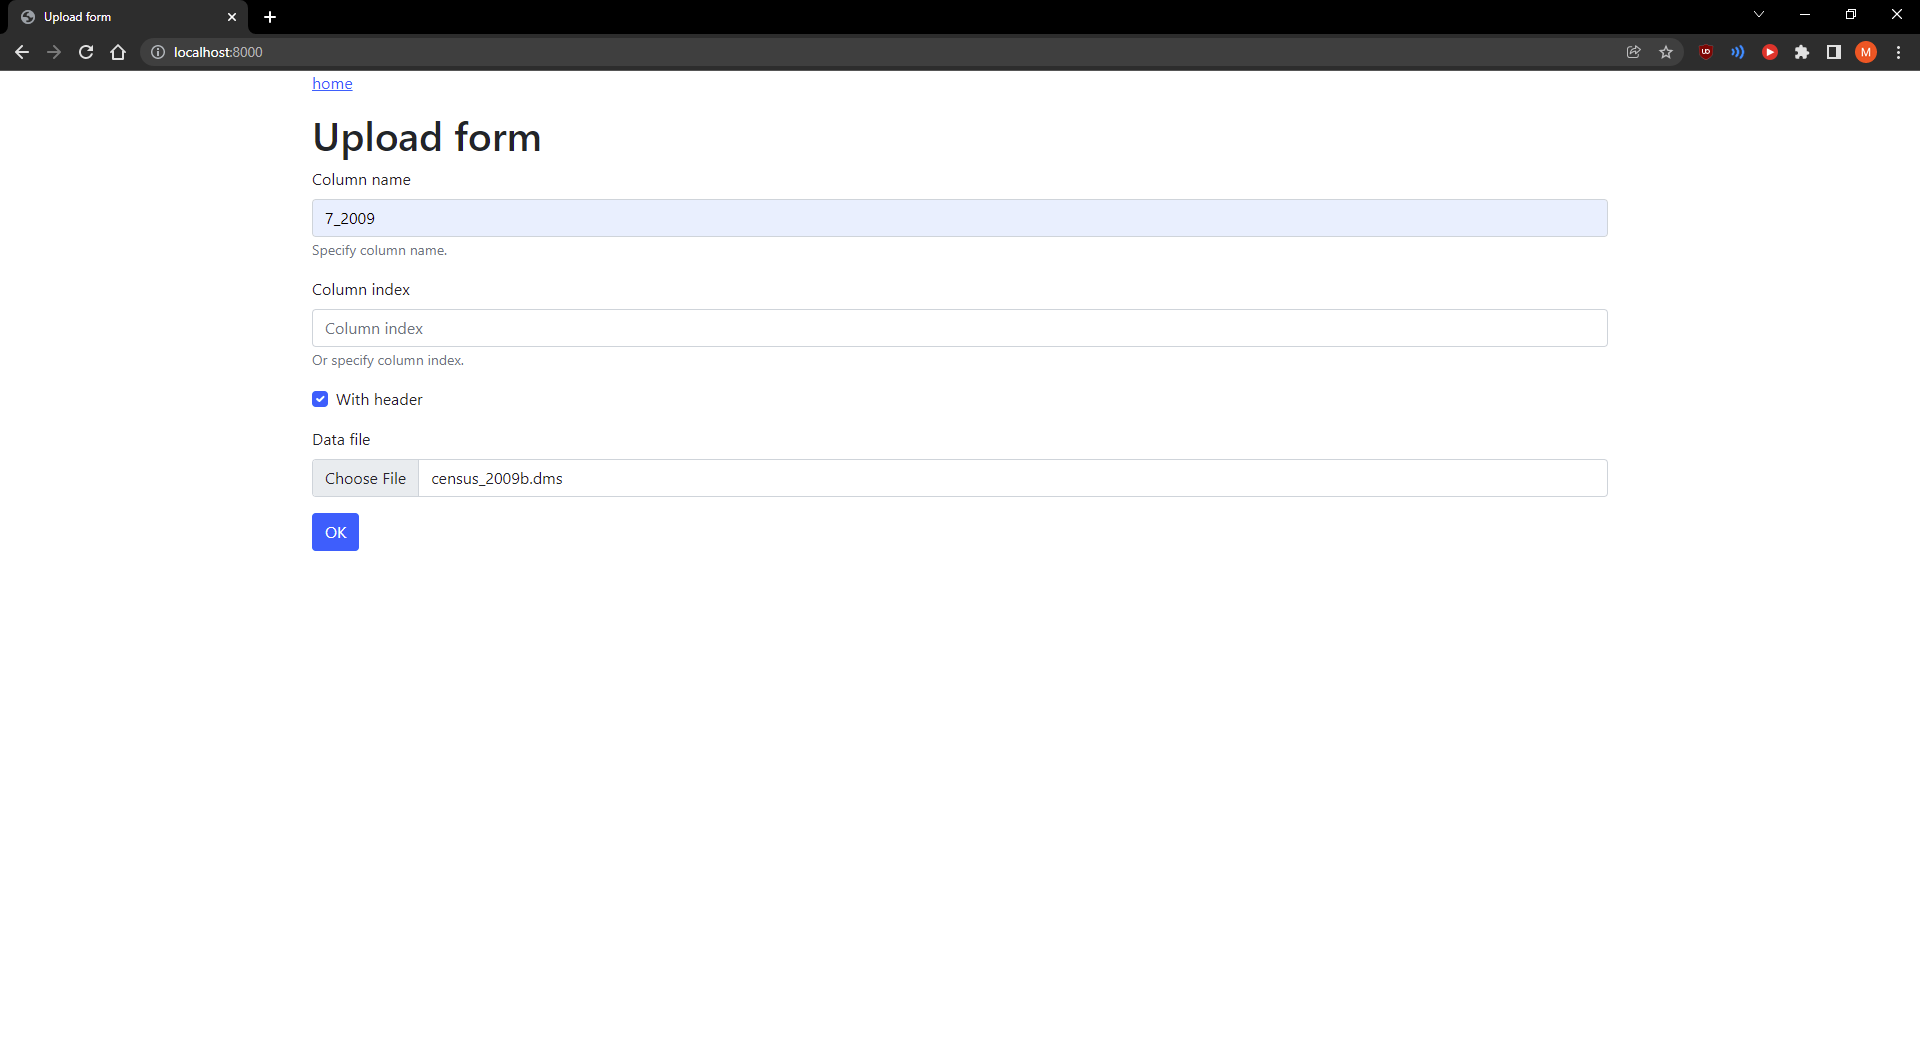 Upload form
localhost:8000
UD
M
home
Upload form
Column name
7_2009
Specify column name.
Column index
Column index
Or specify column index.
With header
Data file
Choose File census_2009b.dms
OK